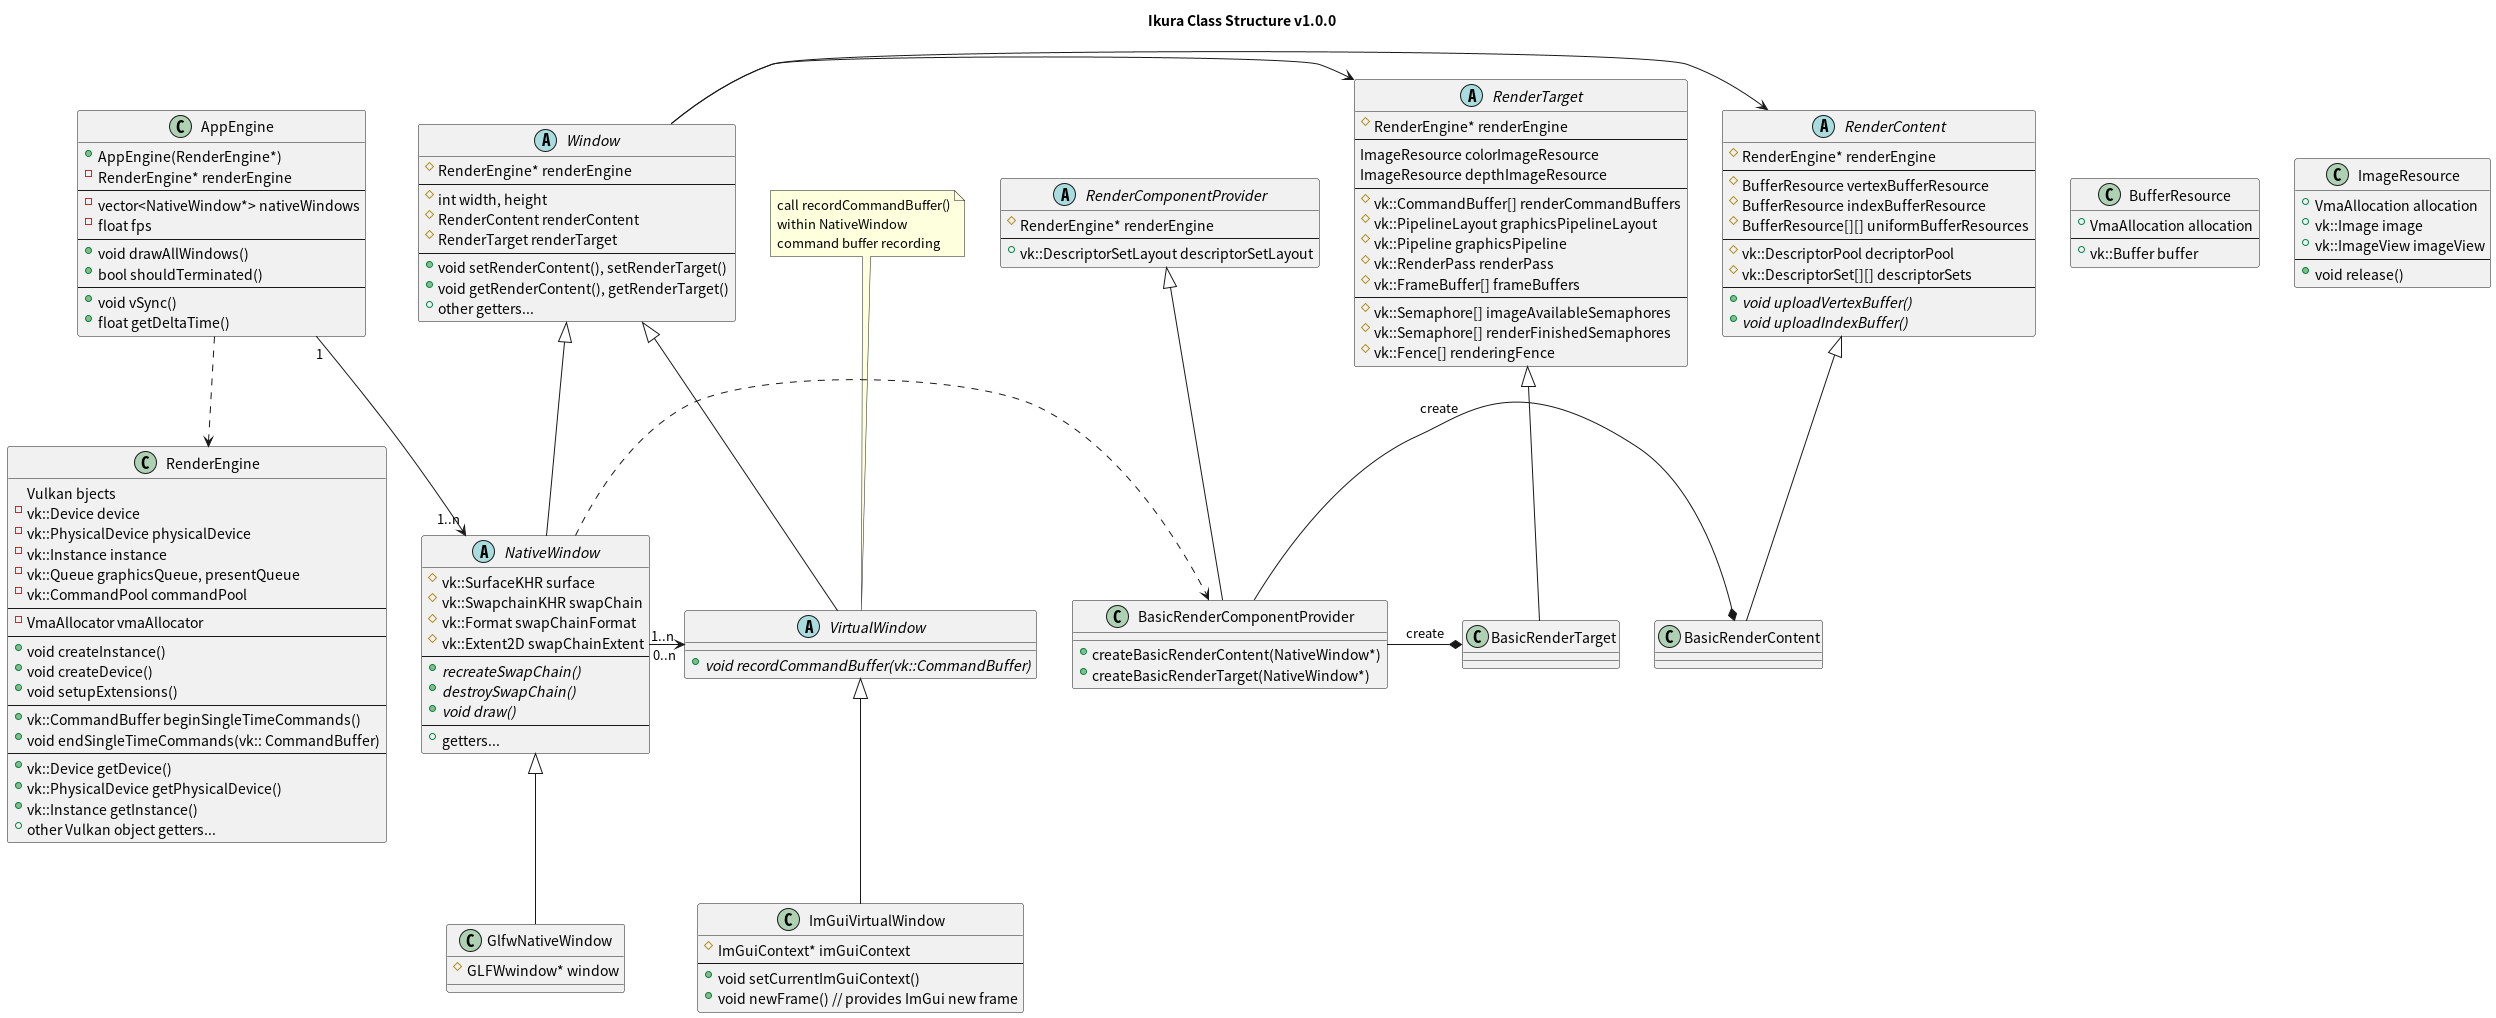 Ikura Class Structure v1.0.0
AppEngine
AppEngine(RenderEngine*)
RenderEngine* renderEngine
vector<NativeWindow*> nativeWindows
float fps
void drawAllWindows()
bool shouldTerminated()
void vSync()
float getDeltaTime()
Window
RenderEngine* renderEngine
int width, height
RenderContent renderContent
RenderTarget renderTarget
void setRenderContent(), setRenderTarget()
void getRenderContent(), getRenderTarget()
other getters...
call recordCommandBuffer()
within NativeWindow
command buffer recording
RenderComponentProvider
RenderEngine* renderEngine
vk::DescriptorSetLayout descriptorSetLayout
RenderTarget
RenderEngine* renderEngine
ImageResource colorImageResource
ImageResource depthImageResource
vk::CommandBuffer[] renderCommandBuffers
vk::PipelineLayout graphicsPipelineLayout
vk::Pipeline graphicsPipeline
vk::RenderPass renderPass
vk::FrameBuffer[] frameBuffers
vk::Semaphore[] imageAvailableSemaphores
vk::Semaphore[] renderFinishedSemaphores
vk::Fence[] renderingFence
RenderContent
RenderEngine* renderEngine
BufferResource vertexBufferResource
BufferResource indexBufferResource
BufferResource[][] uniformBufferResources
vk::DescriptorPool decriptorPool
vk::DescriptorSet[][] descriptorSets
void uploadVertexBuffer()
void uploadIndexBuffer()
BufferResource
VmaAllocation allocation
vk::Buffer buffer
ImageResource
VmaAllocation allocation
vk::Image image
vk::ImageView imageView
void release()
1
1..n
create
RenderEngine
Vulkan bjects
vk::Device device
vk::PhysicalDevice physicalDevice
vk::Instance instance
vk::Queue graphicsQueue, presentQueue
vk::CommandPool commandPool
VmaAllocator vmaAllocator
void createInstance()
void createDevice()
void setupExtensions()
vk::CommandBuffer beginSingleTimeCommands()
void endSingleTimeCommands(vk:: CommandBuffer)
vk::Device getDevice()
vk::PhysicalDevice getPhysicalDevice()
vk::Instance getInstance()
other Vulkan object getters...
NativeWindow
vk::SurfaceKHR surface
vk::SwapchainKHR swapChain
vk::Format swapChainFormat
vk::Extent2D swapChainExtent
recreateSwapChain()
destroySwapChain()
void draw()
getters...
1..n
0..n
VirtualWindow
void recordCommandBuffer(vk::CommandBuffer)
BasicRenderComponentProvider
createBasicRenderContent(NativeWindow*)
createBasicRenderTarget(NativeWindow*)
create
BasicRenderTarget
BasicRenderContent
GlfwNativeWindow
GLFWwindow* window
ImGuiVirtualWindow
ImGuiContext* imGuiContext
void setCurrentImGuiContext()
void newFrame() // provides ImGui new frame